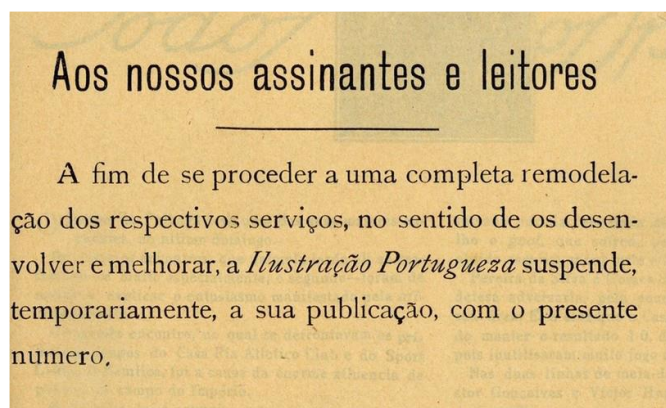 Aos nossos assinantes e leitores
A fim de se proceder a uma completa remodela-
ção dos respectivos serviços, no sentido de os desen-
volver e melhorar, a Ilustração Portugueza suspende,
temporariamente, a sua publicação, com o presente
numero.